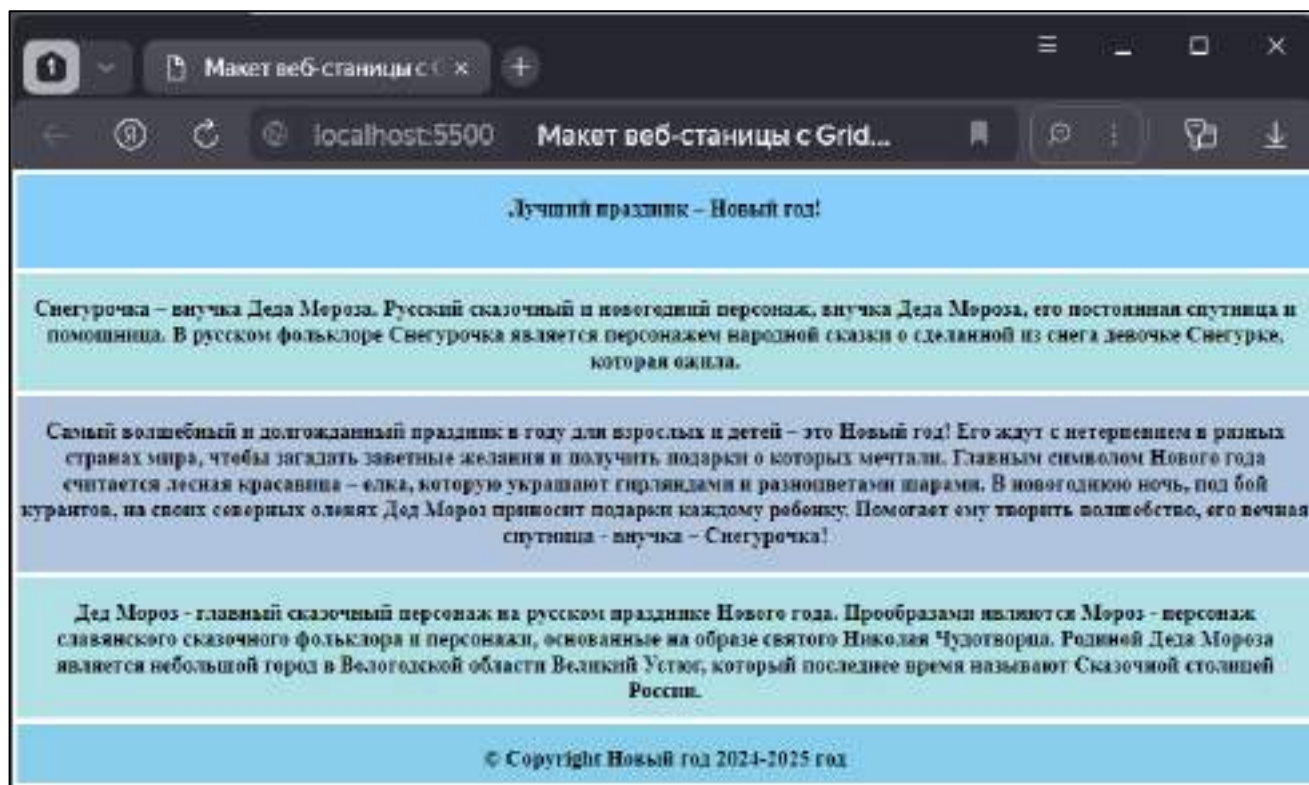 1
Макет веб-станицы с
localhost:5500 Макет веб-станицы с Grid...
Лучший праздник – Новый год!
Снегурочка – внучка Деда Мороза. Русский сказочный и новогодний персонаж, внучка Деда Мороза, его постоянная спутница и
помощница. В русском фольклоре Снегурочка является персонажем народной сказки о сделанной из снега девочке Снегурке,
которая ожила.
Самый волшебный и долгожданный праздник в году для взрослых и детей – это Новый год! Его ждут с нетерпением в разных
странах мира, чтобы загадать заветные желания и получить подарки о которых мечтали. Главным символом Нового года
считается лесная красавица – елка, которую украшают гирляндами и разноцветами шарами. В новогоднюю ночь, под бой
курантов, на своих северных оленях Дед Мороз приносит подарки каждому ребенку. Помогает ему творить волшебство, его вечная
спутница - внучка – Снегурочка!
Дед Мороз - главный сказочный персонаж на русском празднике Нового года. Прообразами являются Мороз - персонаж
славянского сказочного фольклора и персонажи, основанные на образе святого Николая Чудотворца. Родиной Деда Мороза
является небольшой город в Вологодской области Великий Устюг, который последнее время называют Сказочной столицей
России.
© Copyright Новый год 2024-2025 год